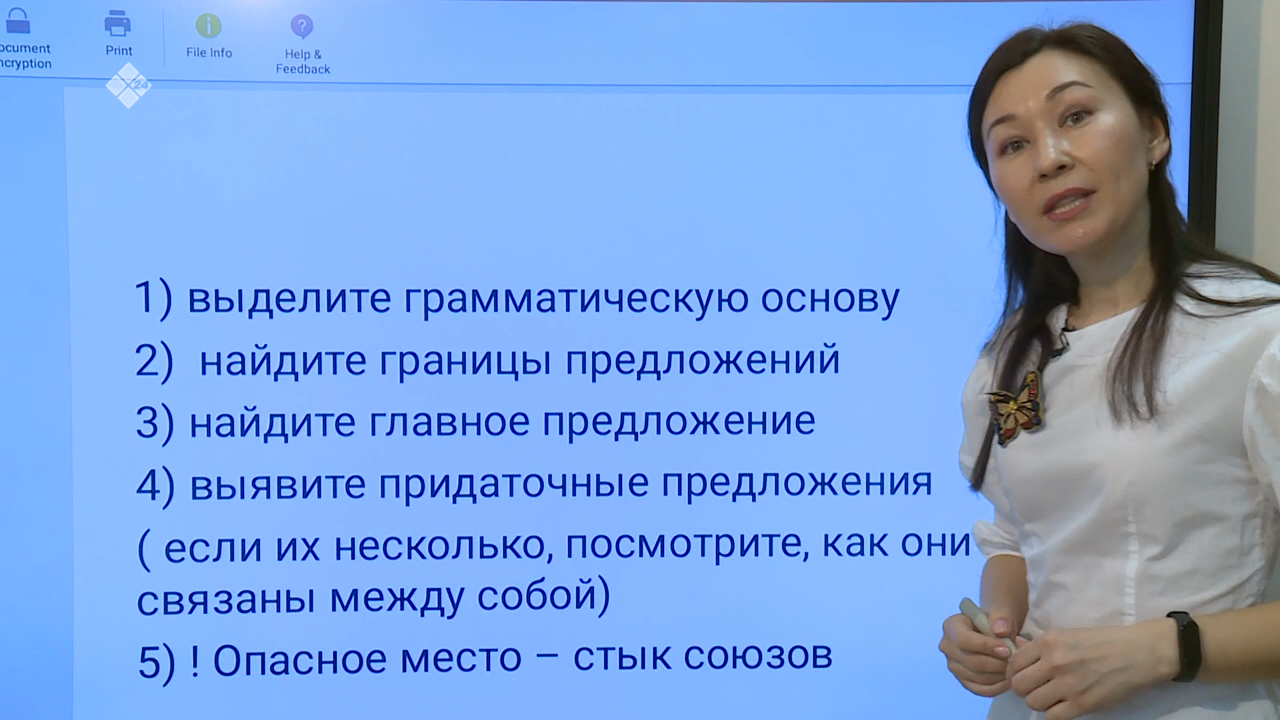 ocument
ncryption
Print
File Info
Help &
Feedback
X24
1) выделите грамматическую основу
2) найдите границы предложений
3) найдите главное предложение
4) выявите придаточные предложения
( если их несколько, посмотрите, как они
связаны между собой)
5) ! Опасное место – стык союзов